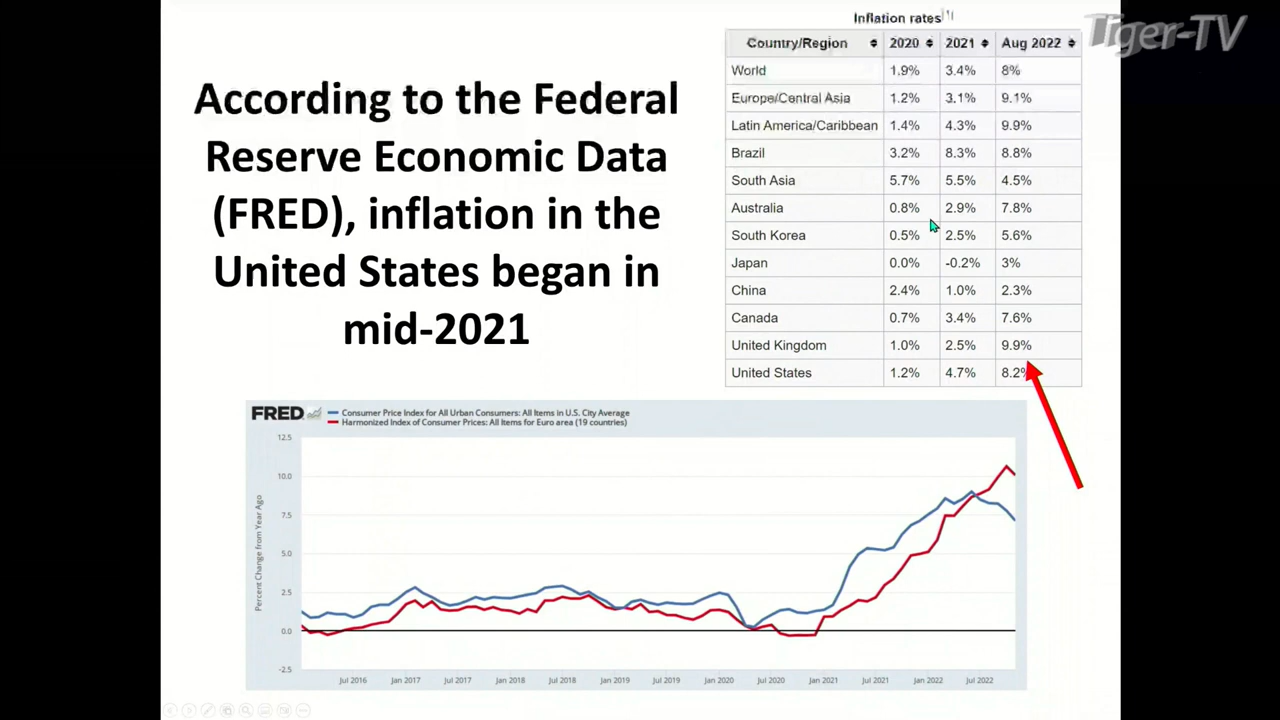 Tiger-TV
According to the Federal
Reserve Economic Data
(FRED), inflation in the
United States began in
mid-2021
Inflation rates[1]
Country/Region 2020 2021 Aug 2022
World 1.9% 3.4% 8%
Europe/Central Asia 1.2% 3.1% 9.1%
Latin America/Caribbean 1.4% 4.3% 9.9%
Brazil 3.2% 8.3% 8.8%
South Asia 5.7% 5.5% 4.5%
Australia 0.8% 2.9% 7.8%
South Korea 0.5% 2.5% 5.6%
Japan 0.0% -0.2% 3%
China 2.4% 1.0% 2.3%
Canada 0.7% 3.4% 7.6%
United Kingdom 1.0% 2.5% 9.9%
United States 1.2% 4.7% 8.2%
FRED
Consumer Price Index for All Urban Consumers: All Items in U.S. City Average
Harmonized Index of Consumer Prices: All Items for Euro area (19 countries)
Percent Change from Year Ago
12.5
10.0
7.5
5.0
2.5
0.0
-2.5
Jul 2016 Jan 2017 Jul 2017 Jan 2018 Jul 2018 Jan 2019 Jul 2019 Jan 2020 Jul 2020 Jan 2021 Jul 2021 Jan 2022 Jul 2022